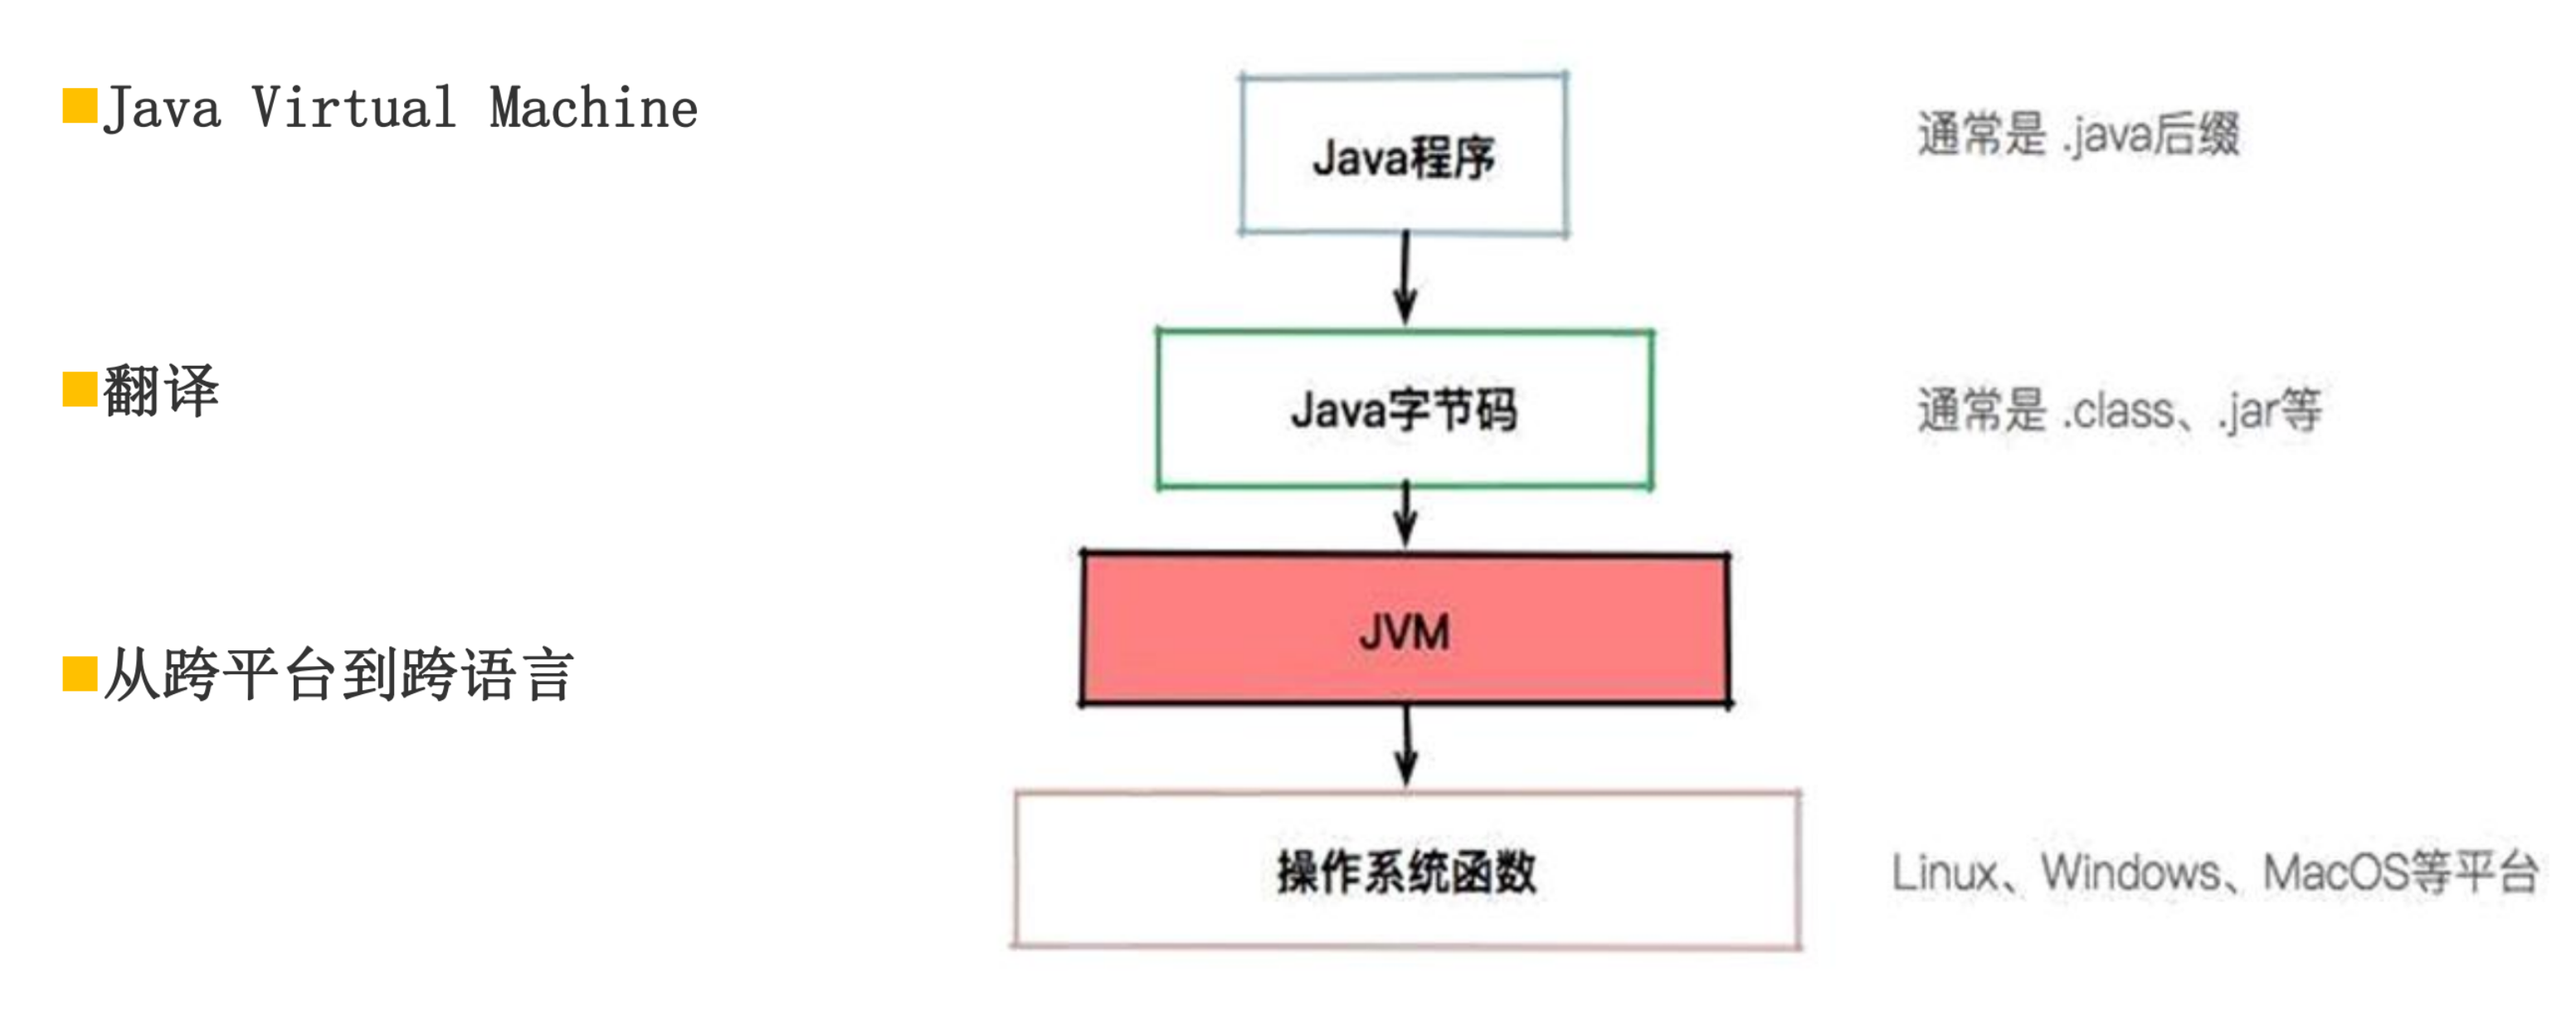 Java Virtual Machine
翻译
从跨平台到跨语言
Java程序
通常是 .java后缀
Java字节码
通常是 .class、.jar等
JVM
操作系统函数
Linux、Windows、MacOS等平台